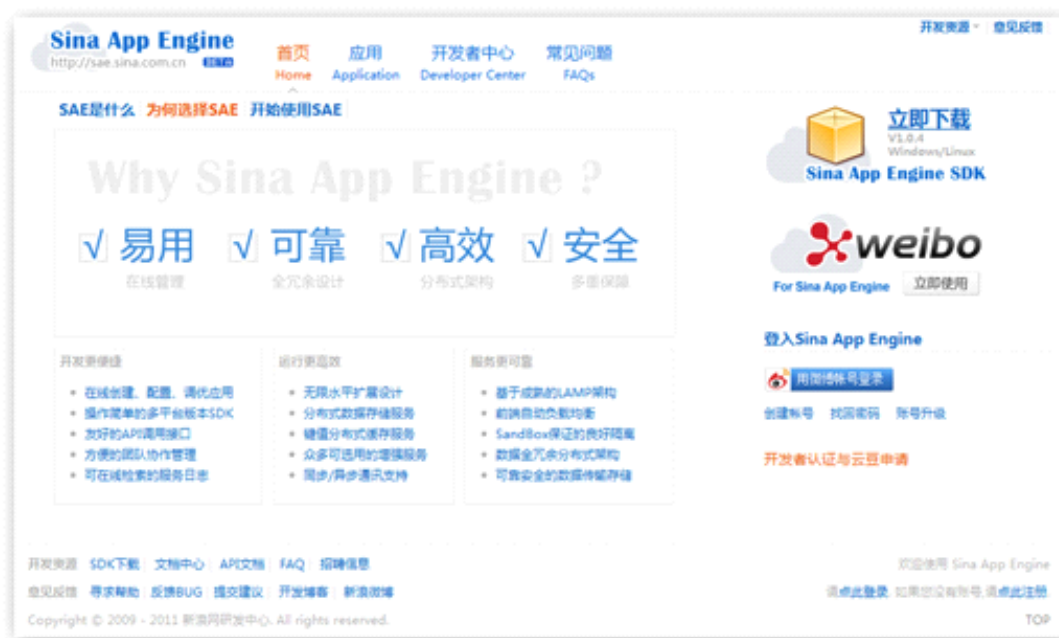 开发资源 意见反馈
Sina App Engine
http://sae.sina.com.cn BETA
首页 应用 开发者中心 常见问题
Home Application Developer Center FAQs
SAE是什么 为何选择SAE 开始使用SAE
Why Sina App Engine ?
√ 易用 √ 可靠 √ 高效 √ 安全
在线管理 全冗余设计 分布式架构 多重保障
立即下载
V1.0.4
Windows/Linux
Sina App Engine SDK
weibo
For Sina App Engine 立即使用
登入Sina App Engine
用微博帐号登录
创建帐号 找回密码 账号升级
开发者认证与云豆申请
开发更便捷
在线创建、配置、调优应用
操作简单的多平台版本SDK
友好的API调用接口
方便的团队协作管理
可在线检索的服务日志
运行更高效
无限水平扩展设计
分布式数据存储服务
键值分布式缓存服务
众多可选用的增强服务
同步/异步通讯支持
服务更可靠
基于成熟的LAMP架构
前端自动负载均衡
SandBox保证的良好隔离
数据全冗余分布式架构
可靠安全的数据传输存储
开发资源 SDK下载 文档中心 API文档 FAQ 招聘信息
意见反馈 寻求帮助 反馈BUG 提交建议 开发博客 新浪微博
Copyright © 2009 - 2011 新浪网研发中心. All rights reserved.
欢迎使用 Sina App Engine
请点此登录, 如果您没有账号,请点此注册.
TOP